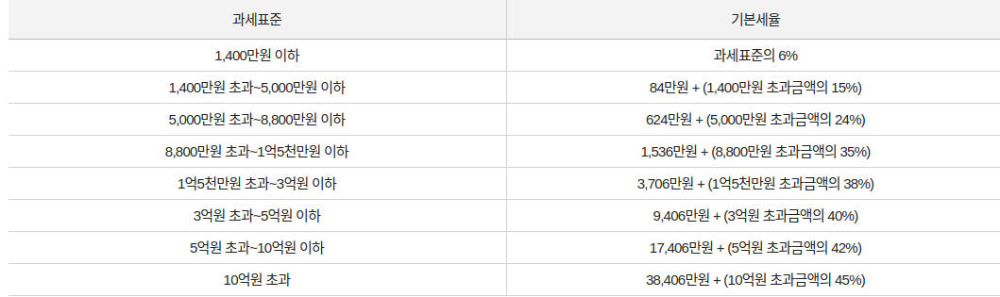 과세표준 기본세율
1,400만원 이하 과세표준의 6%
1,400만원 초과~5,000만원 이하 84만원 + (1,400만원 초과금액의 15%)
5,000만원 초과~8,800만원 이하 624만원 + (5,000만원 초과금액의 24%)
8,800만원 초과~1억5천만원 이하 1,536만원 + (8,800만원 초과금액의 35%)
1억5천만원 초과~3억원 이하 3,706만원 + (1억5천만원 초과금액의 38%)
3억원 초과~5억원 이하 9,406만원 + (3억원 초과금액의 40%)
5억원 초과~10억원 이하 17,406만원 + (5억원 초과금액의 42%)
10억원 초과 38,406만원 + (10억원 초과금액의 45%)